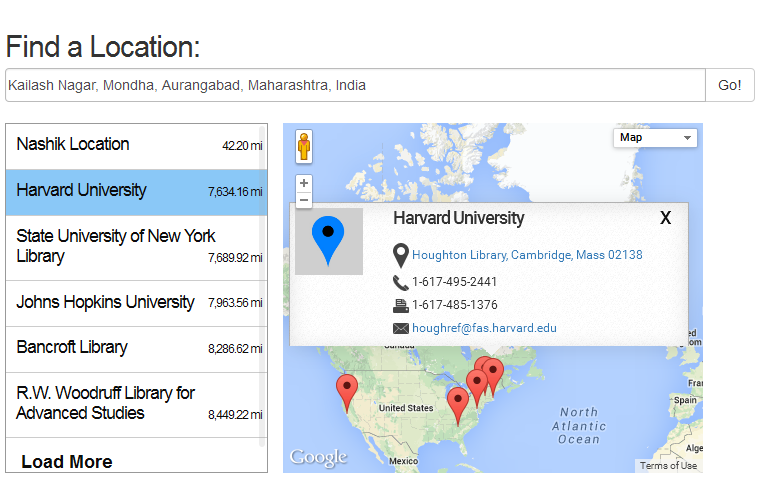 Find a Location:
Kailash Nagar, Mondha, Aurangabad, Maharashtra, India
Go!
Nashik Location
42.20 mi
Harvard University
7,634.16 mi
State University of New York
Library
7,689.92 mi
Johns Hopkins University
7,963.56 mi
Bancroft Library
8,286.62 mi
R.W. Woodruff Library for
Advanced Studies
8,449.22 mi
Load More
Map
+
−
Harvard University
X
Houghton Library, Cambridge, Mass 02138
1-617-495-2441
1-617-485-1376
houghref@fas.harvard.edu
Canada
United States
Mexico
North
Atlantic
Ocean
Spain
Google
Terms of Use